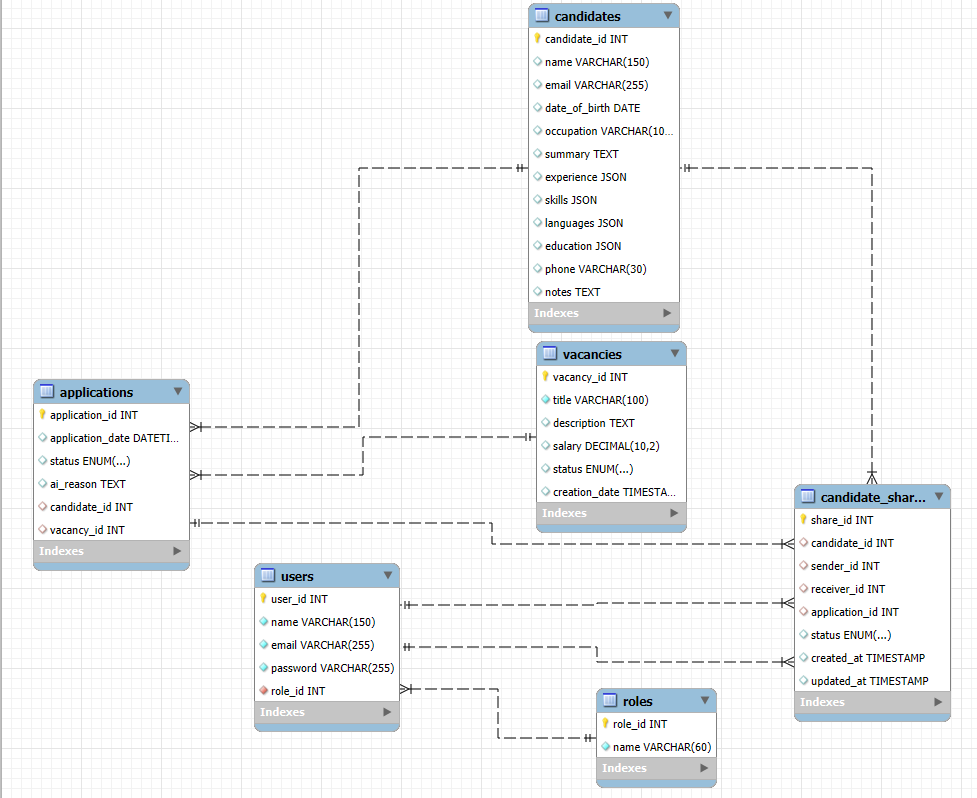 candidates
candidate_id INT
name VARCHAR(150)
email VARCHAR(255)
date_of_birth DATE
occupation VARCHAR(10...
summary TEXT
experience JSON
skills JSON
languages JSON
education JSON
phone VARCHAR(30)
notes TEXT
Indexes
vacancies
vacancy_id INT
title VARCHAR(100)
description TEXT
salary DECIMAL(10,2)
status ENUM(...)
creation_date TIMESTA...
Indexes
applications
application_id INT
application_date DATETI...
status ENUM(...)
ai_reason TEXT
candidate_id INT
vacancy_id INT
Indexes
candidate_shar...
share_id INT
candidate_id INT
sender_id INT
receiver_id INT
application_id INT
status ENUM(...)
created_at TIMESTAMP
updated_at TIMESTAMP
Indexes
users
user_id INT
name VARCHAR(150)
email VARCHAR(255)
password VARCHAR(255)
role_id INT
Indexes
roles
role_id INT
name VARCHAR(60)
Indexes